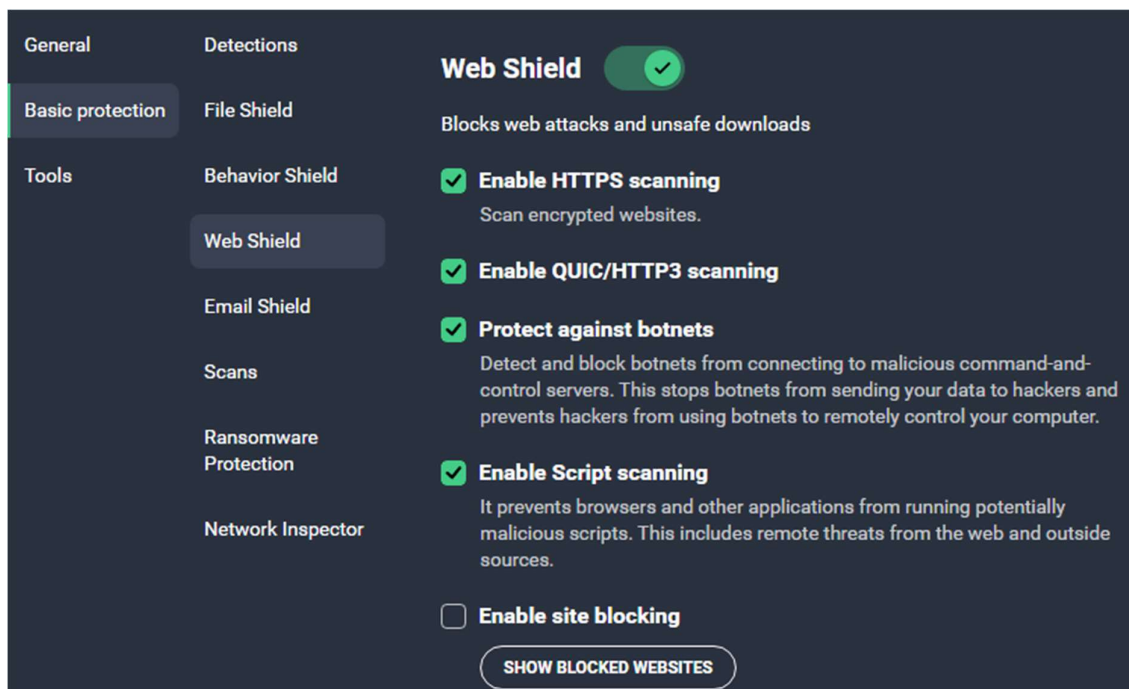 General
Basic protection
Tools
Detections
File Shield
Behavior Shield
Web Shield
Email Shield
Scans
Ransomware
Protection
Network Inspector
Web Shield
Blocks web attacks and unsafe downloads
Enable HTTPS scanning
Scan encrypted websites.
Enable QUIC/HTTP3 scanning
Protect against botnets
Detect and block botnets from connecting to malicious command-and-
control servers. This stops botnets from sending your data to hackers and
prevents hackers from using botnets to remotely control your computer.
Enable Script scanning
It prevents browsers and other applications from running potentially
malicious scripts. This includes remote threats from the web and outside
sources.
Enable site blocking
SHOW BLOCKED WEBSITES